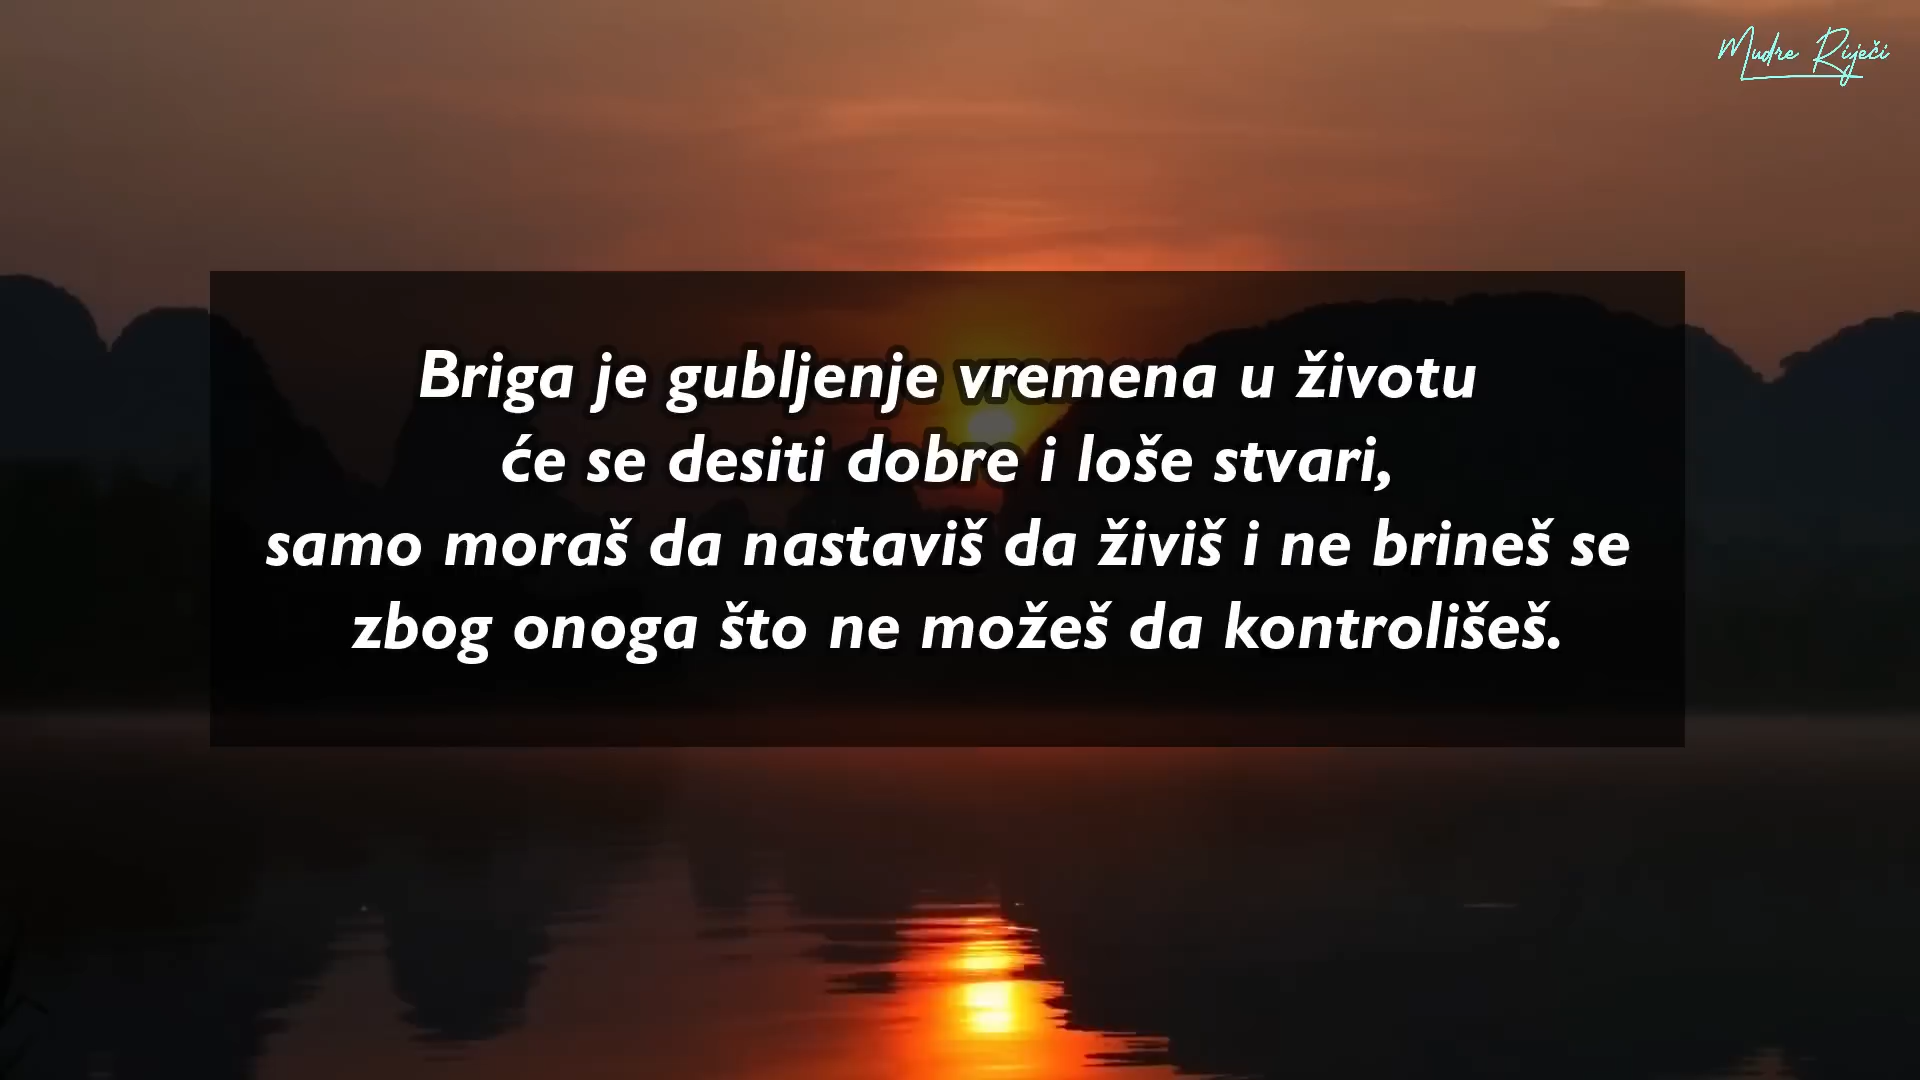 Mudre Riječi
Briga je gubljenje vremena u životu
će se desiti dobre i loše stvari,
samo moraš da nastaviš da živiš i ne brineš se
zbog onoga što ne možeš da kontrolišeš.